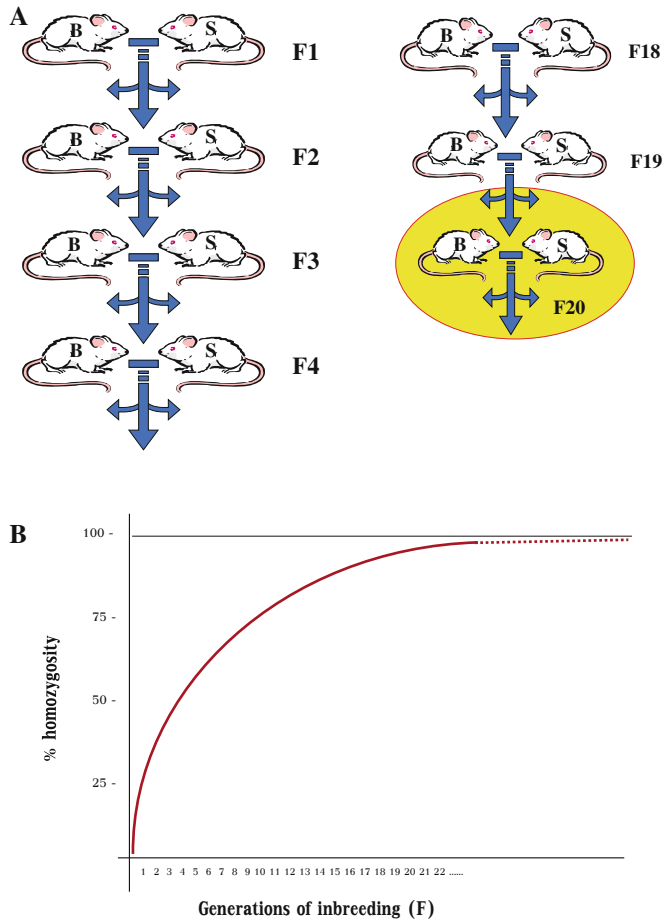 A
B S F1
B S F2
B S F3
B S F4
B S F18
B S F19
B S
F20
B
100 -
75 -
50 -
25 -
% homozygosity
1 2 3 4 5 6 7 8 9 10 11 12 13 14 15 16 17 18 19 20 21 22 ......
Generations of inbreeding (F)